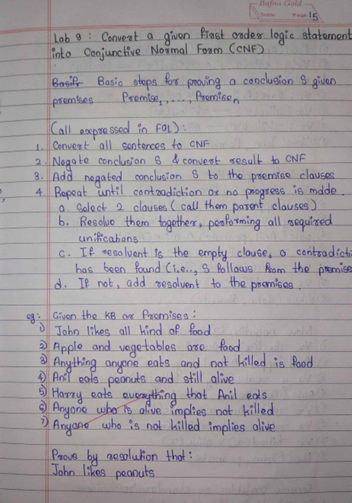 Bafna Gold
Page: 15
Lab 9 : Convert a given first order logic statement
into Conjunctive Normal Form (CNF)
Basic steps for proving a conclusion S given
premises Premise₁, ...., Premiseₙ
(all expressed in FOL) :
1. Convert all sentences to CNF
2. Negate conclusion S & convert result to CNF
3. Add negated conclusion S to the premise clauses
4. Repeat until contradiction or no progress is made.
a. Select 2 clauses ( call them parent clauses)
b. Resolve them together, performing all required
unifications
c. If resolvent is the empty clause, a contradicti
has been found (i.e.., S follows from the premise
d. If not, add resolvent to the premises.
eg: Given the KB or Premises :
1) John likes all kind of food
2) Apple and vegetables are food
3) Anything anyone eats and not killed is food
4) Anil eats peanuts and still alive
5) Harry eats everything that Anil eats
6) Anyone who is alive implies not killed
7) Anyone who is not killed implies alive
Prove by resolution that :
John likes peanuts